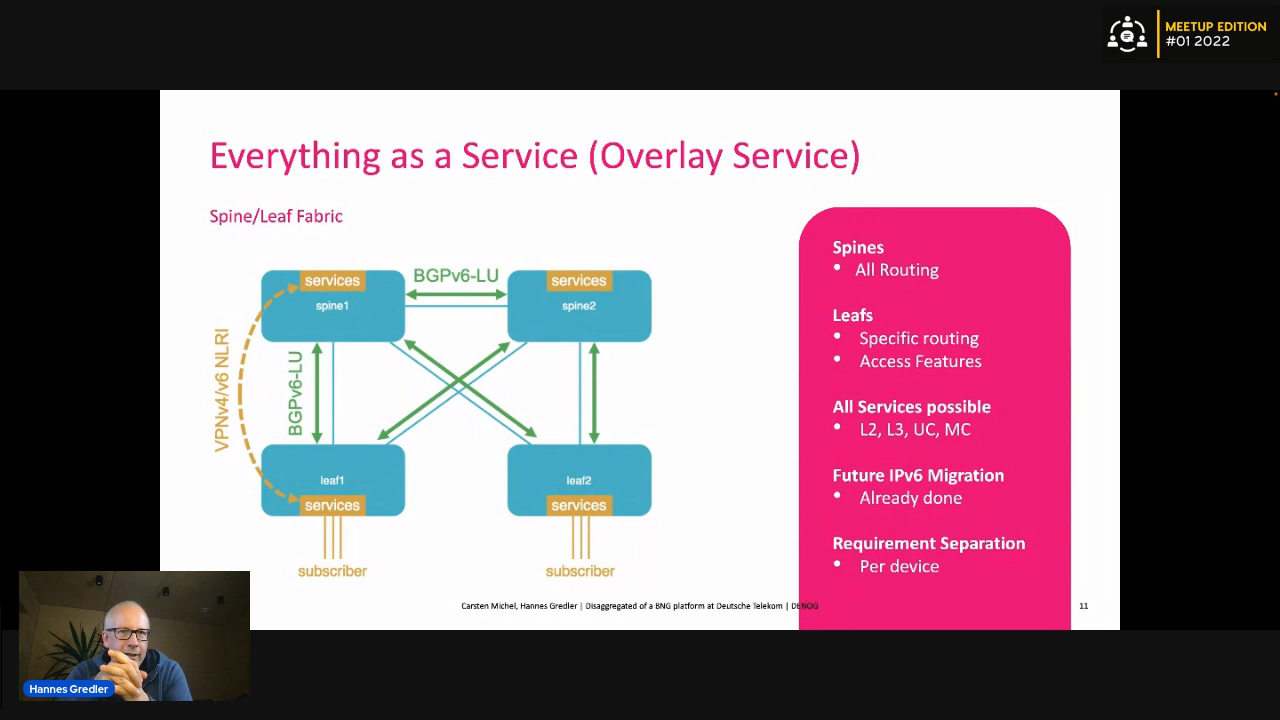 MEETUP EDITION
#01 2022
Everything as a Service (Overlay Service)
Spine/Leaf Fabric
services
spine1
BGPv6-LU
services
spine2
VPNv4/v6 NLRI
BGPv6-LU
leaf1
services
subscriber
leaf2
services
subscriber
Spines
• All Routing
Leafs
• Specific routing
• Access Features
All Services possible
• L2, L3, UC, MC
Future IPv6 Migration
• Already done
Requirement Separation
• Per device
Carsten Michel, Hannes Gredler | Disaggregated of a BNG platform at Deutsche Telekom | DENOG
11
Hannes Gredler